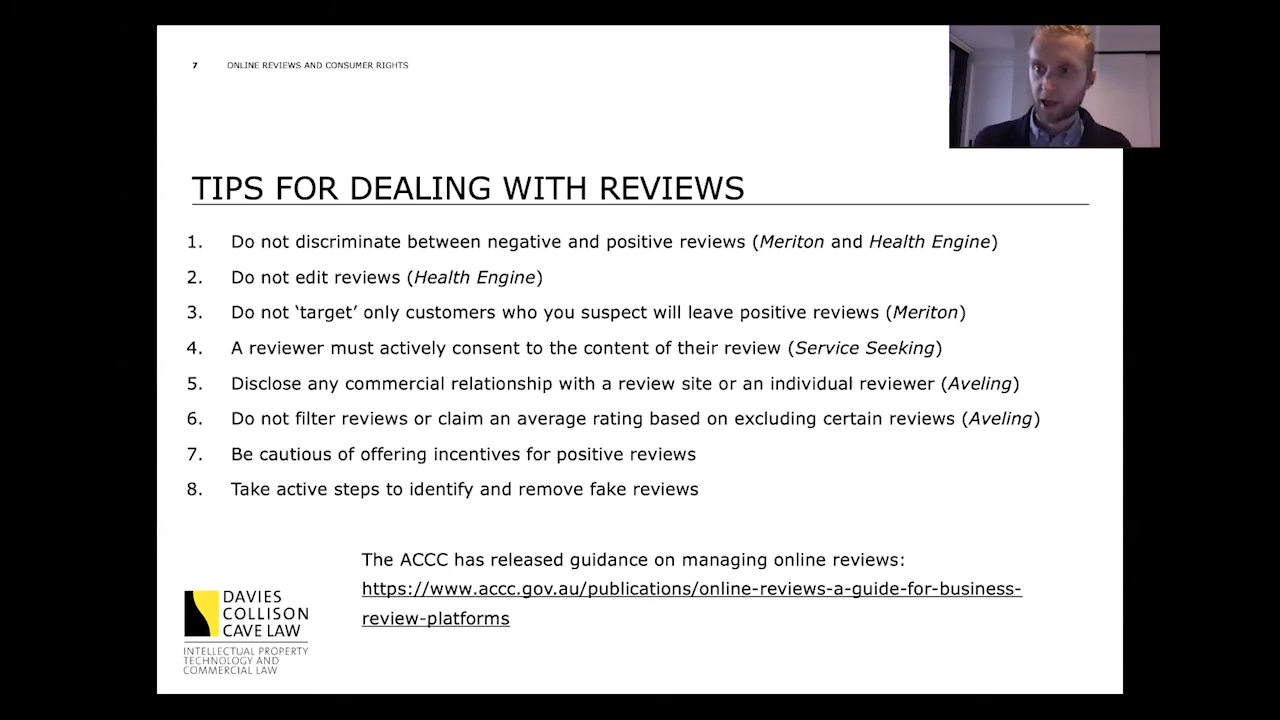 7 ONLINE REVIEWS AND CONSUMER RIGHTS
TIPS FOR DEALING WITH REVIEWS
1. Do not discriminate between negative and positive reviews (Meriton and Health Engine)
2. Do not edit reviews (Health Engine)
3. Do not ‘target’ only customers who you suspect will leave positive reviews (Meriton)
4. A reviewer must actively consent to the content of their review (Service Seeking)
5. Disclose any commercial relationship with a review site or an individual reviewer (Aveling)
6. Do not filter reviews or claim an average rating based on excluding certain reviews (Aveling)
7. Be cautious of offering incentives for positive reviews
8. Take active steps to identify and remove fake reviews
The ACCC has released guidance on managing online reviews:
https://www.accc.gov.au/publications/online-reviews-a-guide-for-business-
review-platforms
DAVIES
COLLISON
CAVE LAW
INTELLECTUAL PROPERTY
TECHNOLOGY AND
COMMERCIAL LAW